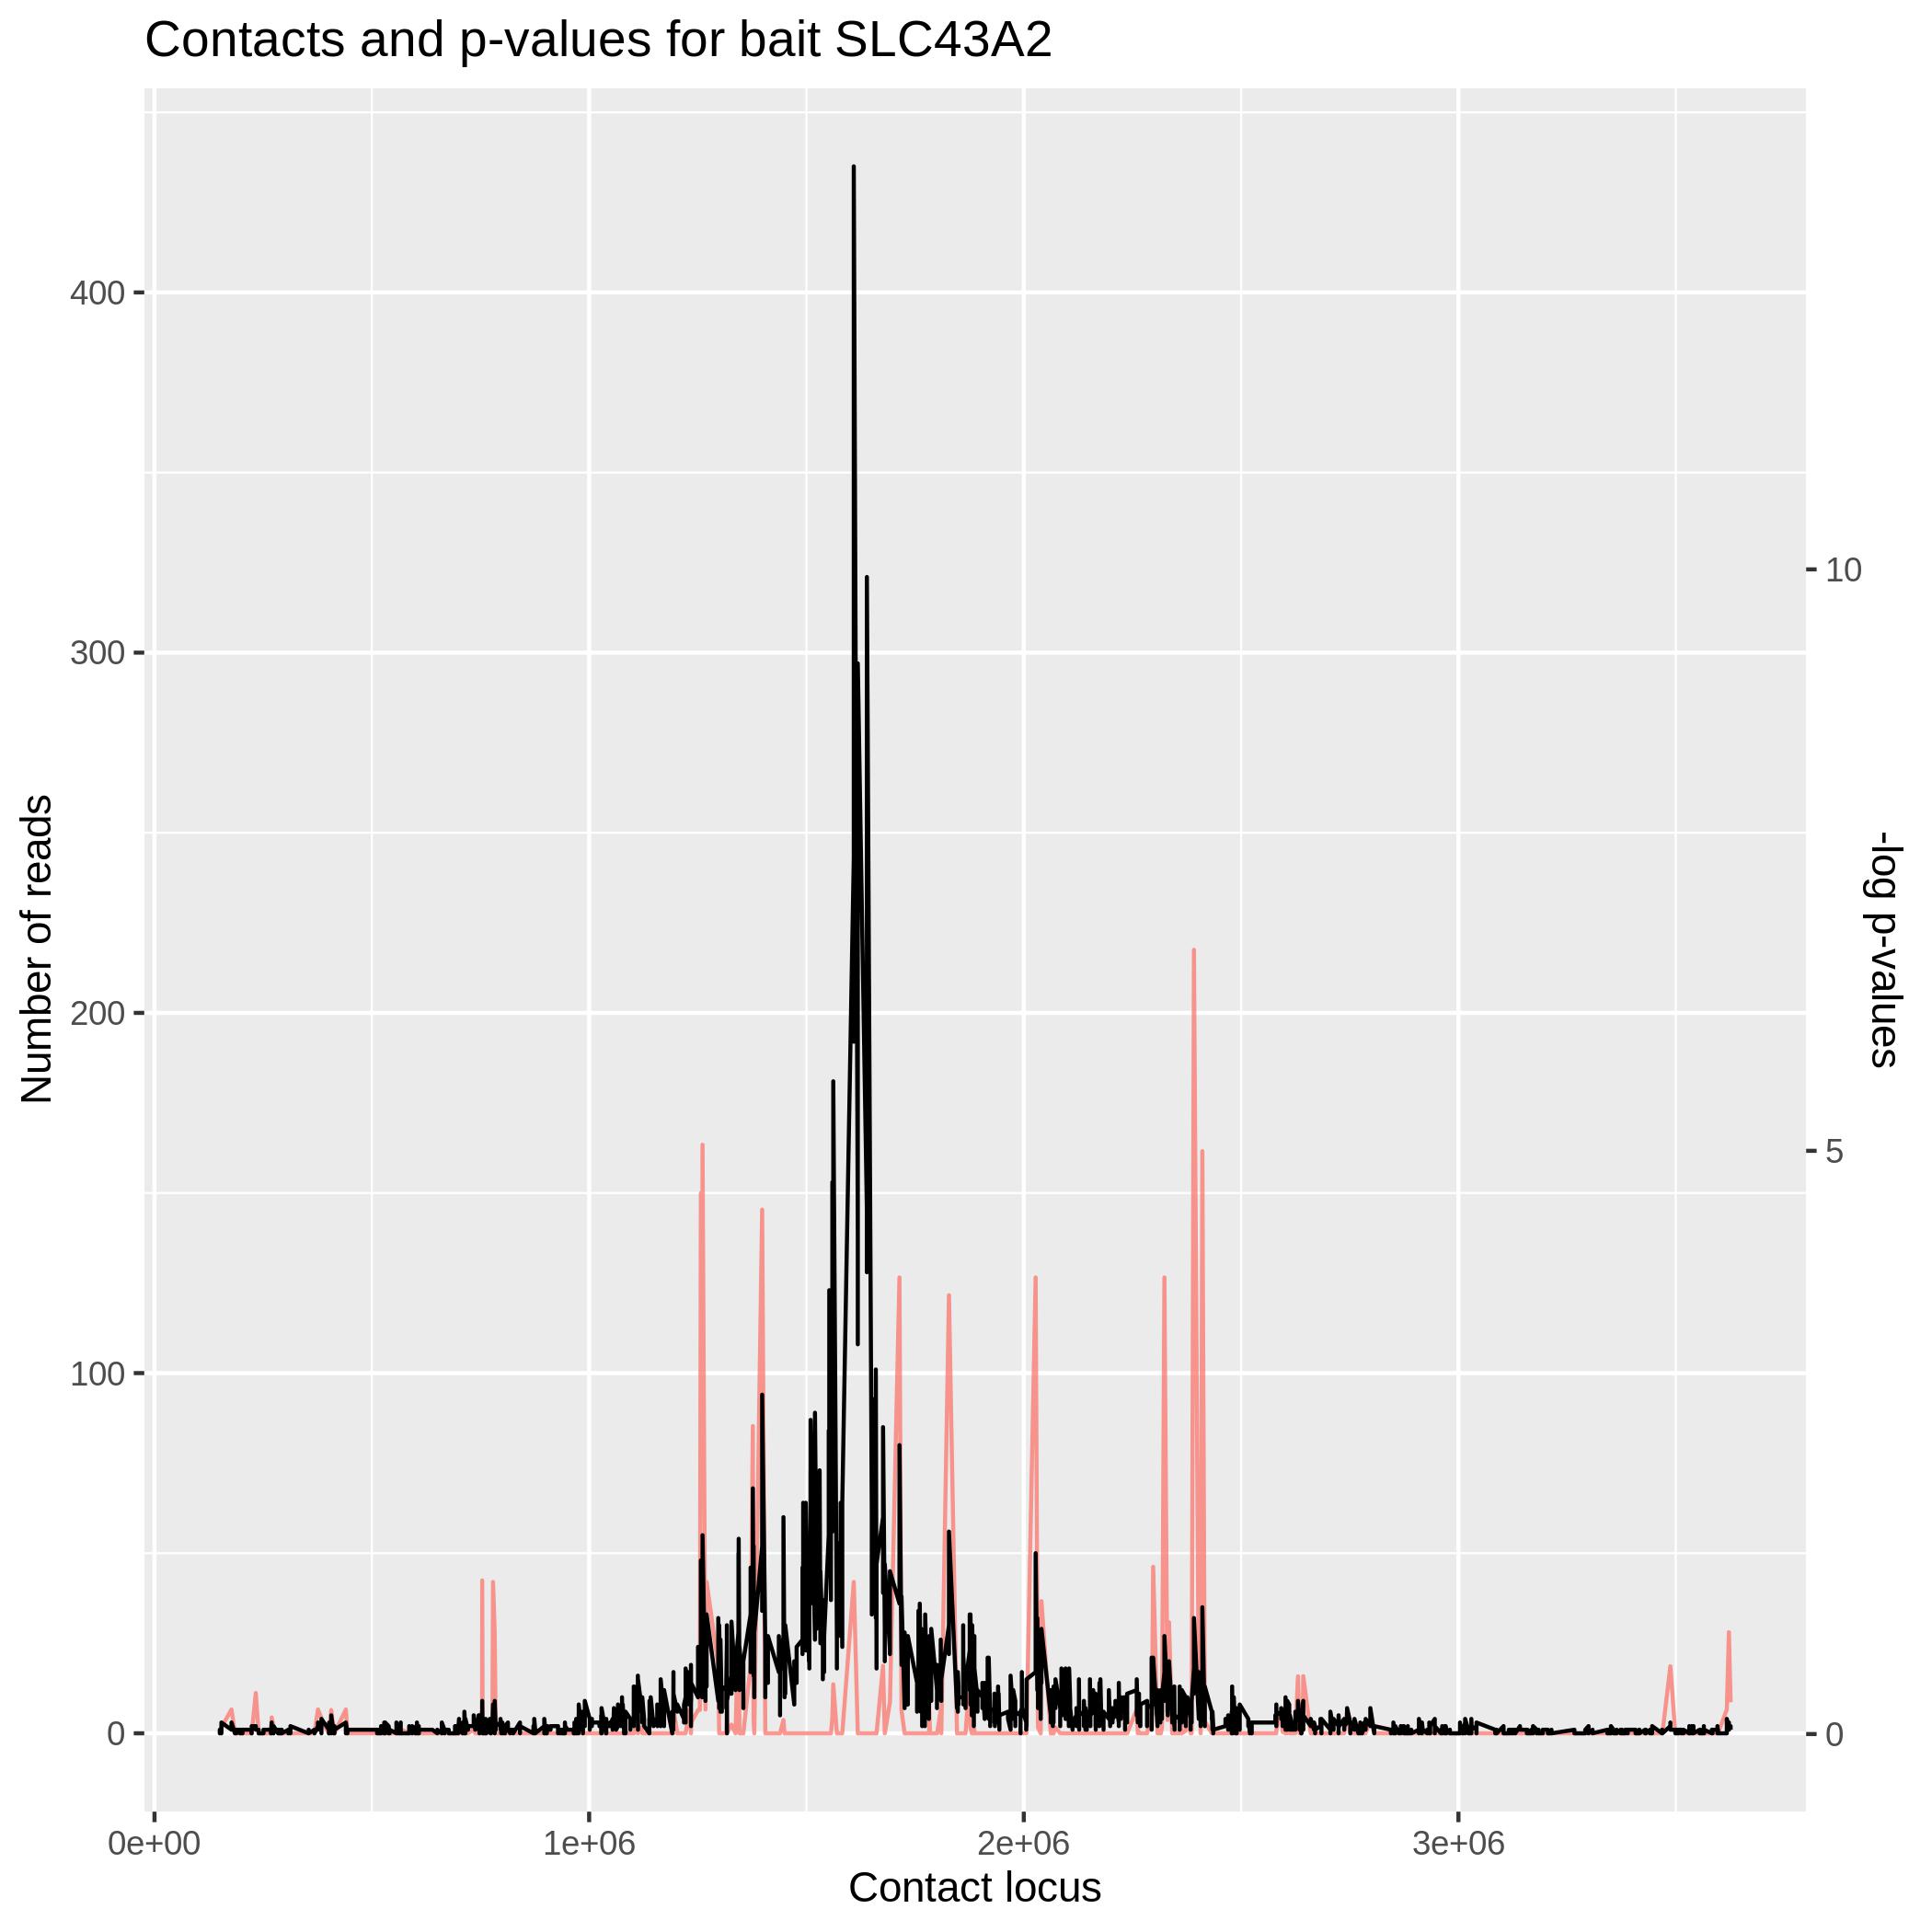 Contacts and p-values for bait SLC43A2
Number of reads
400
300
200
100
0
10
5
0
-log p-values
0e+00 1e+06 2e+06 3e+06
Contact locus